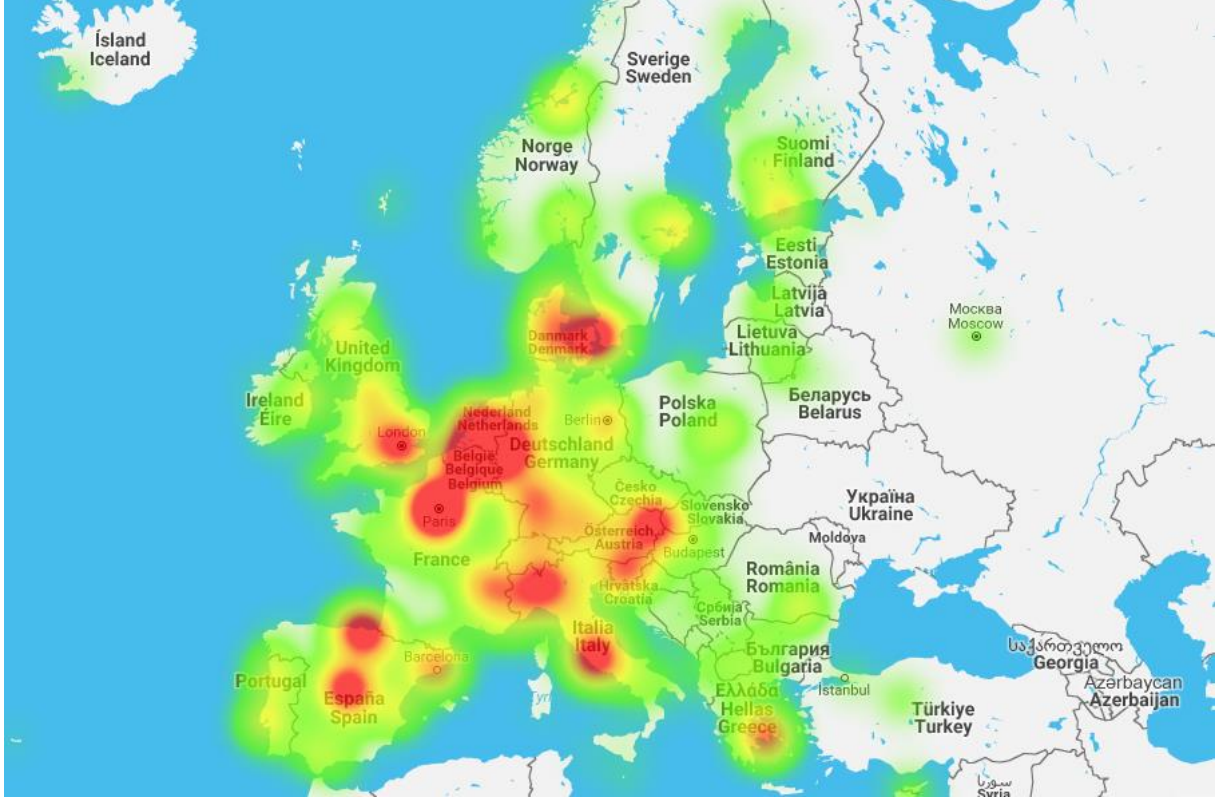 Ísland
Iceland
Sverige
Sweden
Norge
Norway
Suomi
Finland
Eesti
Estonia
Latvija
Latvia
Lietuva
Lithuania
Москва
Moscow
Danmark
Denmark
United
Kingdom
Ireland
Éire
London
Nederland
Netherlands
Berlin
Deutschland
Germany
Polska
Poland
Беларусь
Belarus
België
Belgique
Belgium
Paris
Česko
Czechia
Slovensko
Slovakia
Україна
Ukraine
Österreich
Austria
Budapest
Moldova
France
România
Romania
Hrvatska
Croatia
Србија
Serbia
Italia
Italy
България
Bulgaria
საქართველო
Georgia
Azərbaycan
Azerbaijan
Barcelona
Portugal
España
Spain
Tyr
Ελλάδα
Hellas
Greece
İstanbul
Türkiye
Turkey
سوريا
Syria